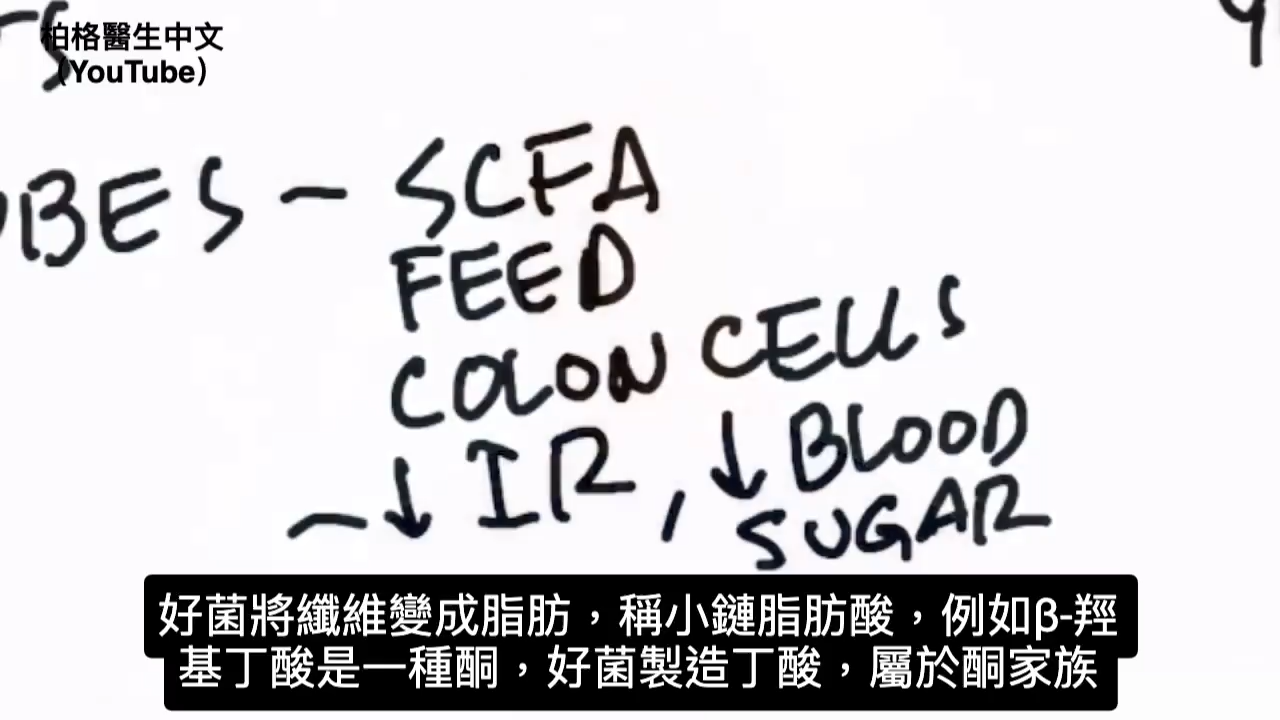 柏格醫生中文
（YouTube）
BES - SCFA
FEED
COLON CELLS
- ↓ IR, ↓ BLOOD
SUGAR
好菌將纖維變成脂肪，稱小鏈脂肪酸，例如β-羥
基丁酸是一種酮，好菌製造丁酸，屬於酮家族